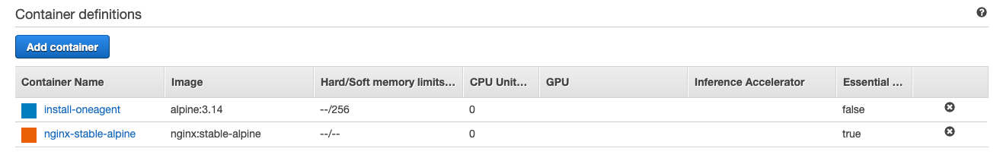 Container definitions
Add container
Container Name Image Hard/Soft memory limits... CPU Unit... GPU Inference Accelerator Essential ...
install-oneagent alpine:3.14 --/256 0 false
nginx-stable-alpine nginx:stable-alpine --/-- 0 true